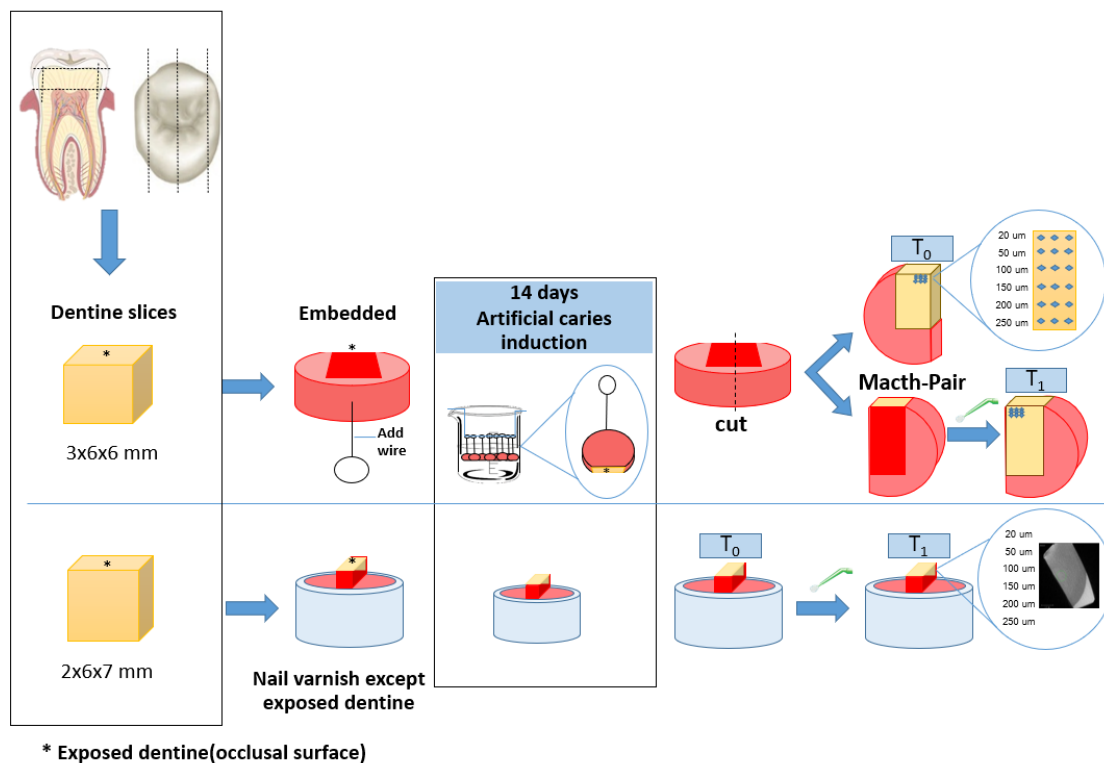 Dentine slices
*
3x6x6 mm
Embedded
*
Add
wire
14 days
Artificial caries
induction
*
cut
Macth-Pair
T0
20 um
50 um
100 um
150 um
200 um
250 um
T1
*
2x6x7 mm
*
Nail varnish except
exposed dentine
T0
T1
20 um
50 um
100 um
150 um
200 um
250 um
* Exposed dentine(occlusal surface)